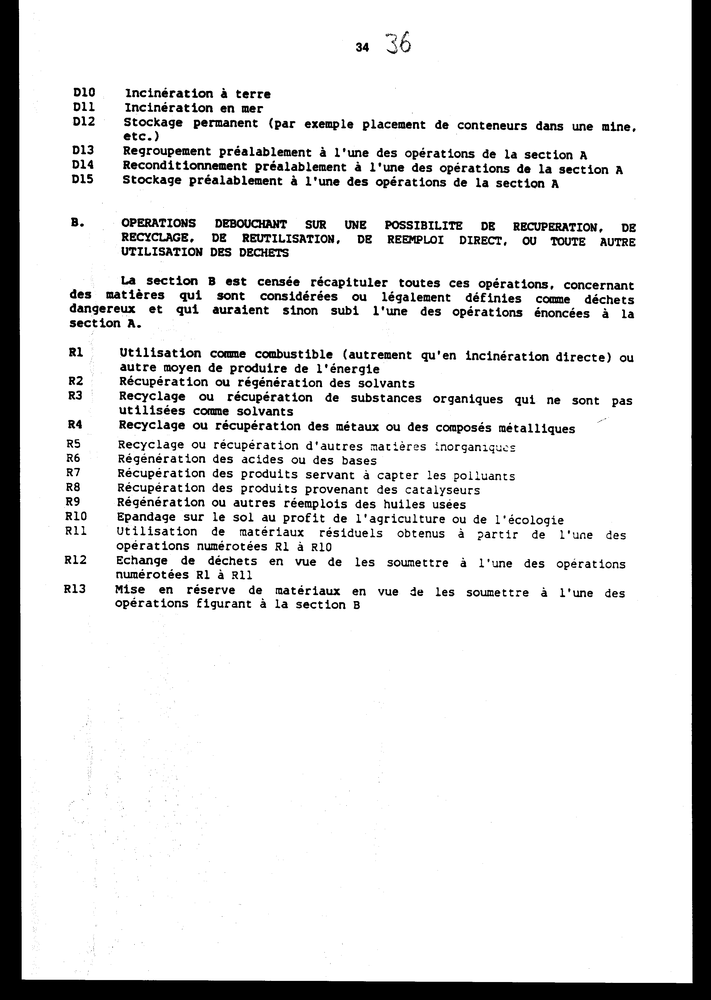 34 36
D10 Incinération à terre
D11 Incinération en mer
D12 Stockage permanent (par exemple placement de conteneurs dans une mine,
etc.)
D13 Regroupement préalablement à l'une des opérations de la section A
D14 Reconditionnement préalablement à l'une des opérations de la section A
D15 Stockage préalablement à l'une des opérations de la section A
B. OPERATIONS DEBOUCHANT SUR UNE POSSIBILITE DE RECUPERATION, DE
RECYCLAGE, DE REUTILISATION, DE REEMPLOI DIRECT, OU TOUTE AUTRE
UTILISATION DES DECHETS
La section B est censée récapituler toutes ces opérations, concernant
des matières qui sont considérées ou légalement définies comme déchets
dangereux et qui auraient sinon subi l'une des opérations énoncées à la
section A.
R1 Utilisation comme combustible (autrement qu'en incinération directe) ou
autre moyen de produire de l'énergie
R2 Récupération ou régénération des solvants
R3 Recyclage ou récupération de substances organiques qui ne sont pas
utilisées comme solvants
R4 Recyclage ou récupération des métaux ou des composés métalliques
R5 Recyclage ou récupération d'autres matières inorganiques
R6 Régénération des acides ou des bases
R7 Récupération des produits servant à capter les polluants
R8 Récupération des produits provenant des catalyseurs
R9 Régénération ou autres réemplois des huiles usées
R10 Epandage sur le sol au profit de l'agriculture ou de l'écologie
R11 Utilisation de matériaux résiduels obtenus à partir de l'une des
opérations numérotées R1 à R10
R12 Echange de déchets en vue de les soumettre à l'une des opérations
numérotées R1 à R11
R13 Mise en réserve de matériaux en vue de les soumettre à l'une des
opérations figurant à la section B